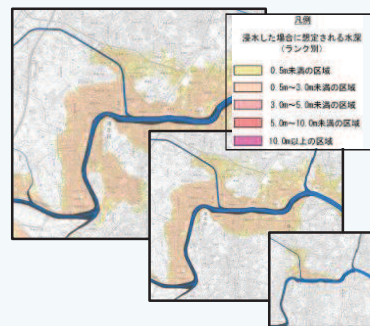 凡例
浸水した場合に想定される水深
(ランク別)
0.5m未満の区域
0.5m～3.0m未満の区域
3.0m～5.0m未満の区域
5.0m～10.0m未満の区域
10.0m以上の区域